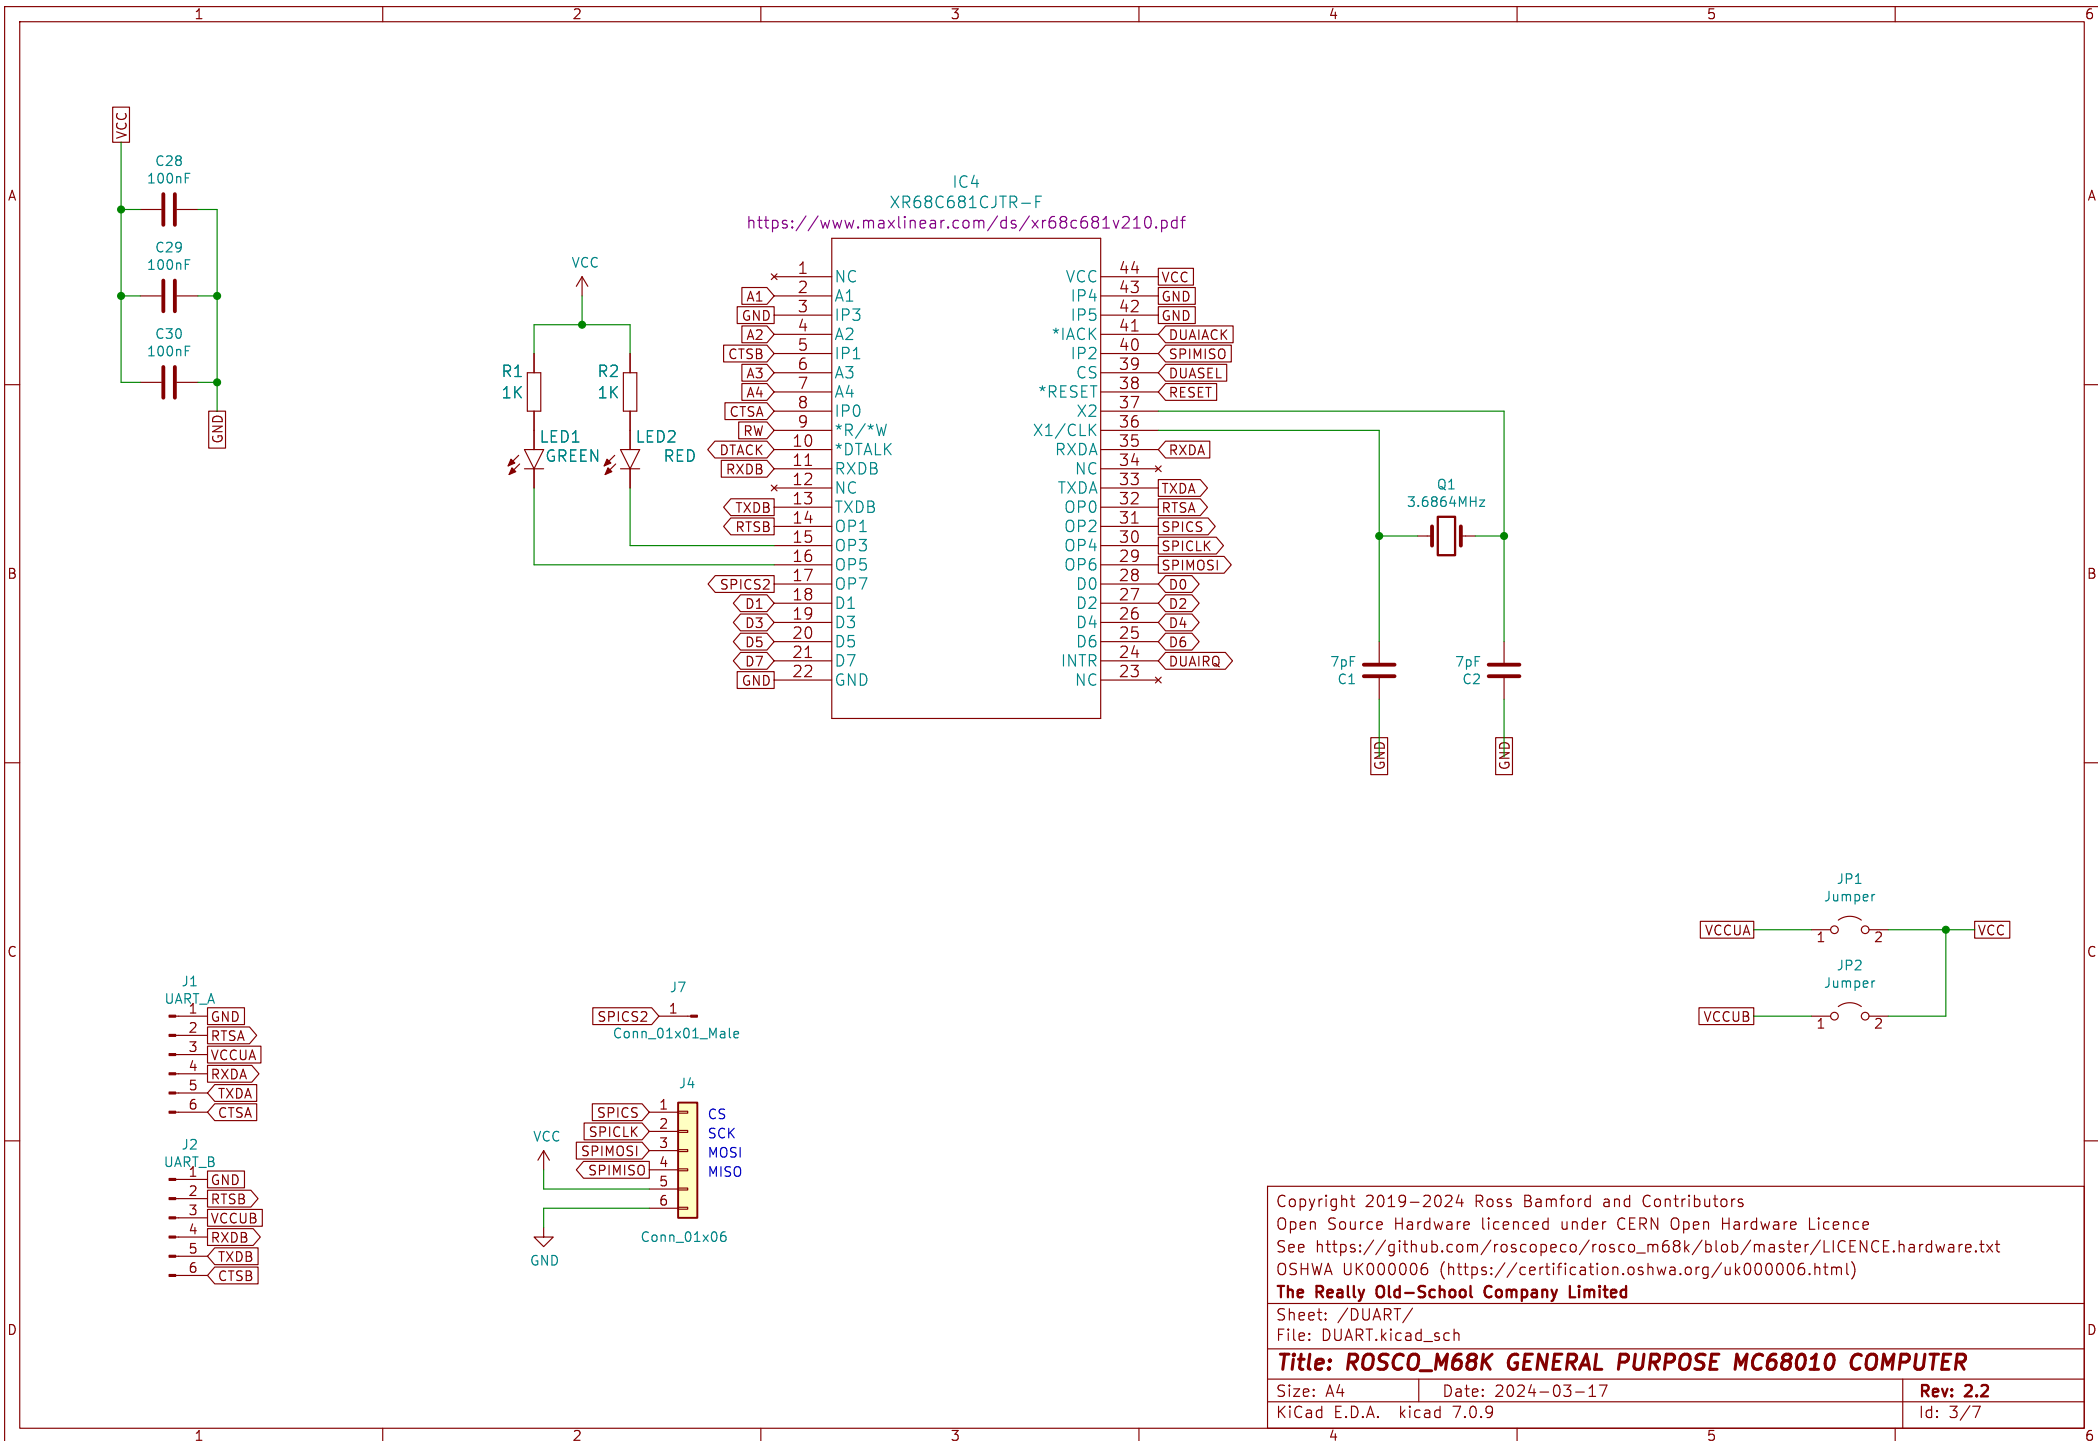 1 2 3 4 5 6
A
B
C
D
A
B
C
D
VCC
C28
100nF
C29
100nF
C30
100nF
GND
VCC
R1
1K
R2
1K
LED1
GREEN
LED2
RED
IC4
XR68C681CJTR-F
https://www.maxlinear.com/ds/xr68c681v210.pdf
1 NC
A1 2 A1
GND 3 IP3
A2 4 A2
CTSB 5 IP1
A3 6 A3
A4 7 A4
CTSA 8 IP0
RW 9 *R/*W
DTACK 10 *DTALK
RXDB 11 RXDB
12 NC
TXDB 13 TXDB
RTSB 14 OP1
15 OP3
16 OP5
SPICS2 17 OP7
D1 18 D1
D3 19 D3
D5 20 D5
D7 21 D7
GND 22 GND
VCC 44 VCC
IP4 43 GND
IP5 42 GND
*IACK 41 DUAIACK
IP2 40 SPIMISO
CS 39 DUASEL
*RESET 38 RESET
X2 37
X1/CLK 36
RXDA 35 RXDA
NC 34
TXDA 33 TXDA
OP0 32 RTSA
OP2 31 SPICS
OP4 30 SPICLK
OP6 29 SPIMOSI
D0 28 D0
D2 27 D2
D4 26 D4
D6 25 D6
INTR 24 DUAIRQ
NC 23
Q1
3.6864MHz
7pF
C1
7pF
C2
GND
GND
JP1
Jumper
VCCUA 1 2 VCC
JP2
Jumper
VCCUB 1 2
J1
UART_A
1 GND
2 RTSA
3 VCCUA
4 RXDA
5 TXDA
6 CTSA
J2
UART_B
1 GND
2 RTSB
3 VCCUB
4 RXDB
5 TXDB
6 CTSB
J7
SPICS2 1
Conn_01x01_Male
J4
SPICS 1 CS
SPICLK 2 SCK
SPIMOSI 3 MOSI
SPIMISO 4 MISO
5
6
VCC
GND
Conn_01x06
Copyright 2019-2024 Ross Bamford and Contributors
Open Source Hardware licenced under CERN Open Hardware Licence
See https://github.com/roscopeco/rosco_m68k/blob/master/LICENCE.hardware.txt
OSHWA UK000006 (https://certification.oshwa.org/uk000006.html)
The Really Old-School Company Limited
Sheet: /DUART/
File: DUART.kicad_sch
Title: ROSCO_M68K GENERAL PURPOSE MC68010 COMPUTER
Size: A4 Date: 2024-03-17 Rev: 2.2
KiCad E.D.A. kicad 7.0.9 Id: 3/7
1 2 3 4 5 6